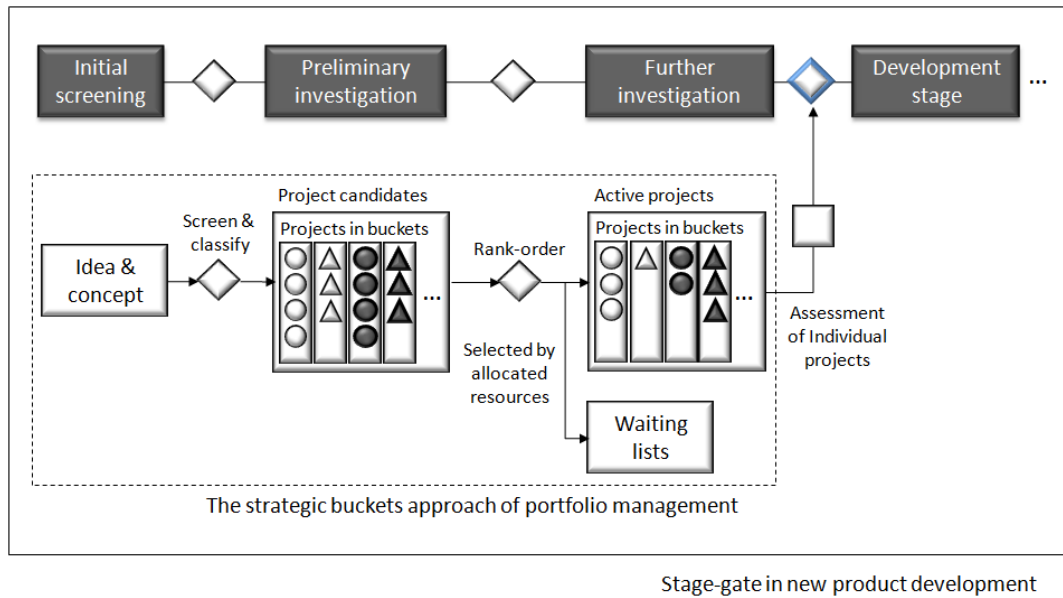 Initial
screening
Preliminary
investigation
Further
investigation
Development
stage
...
Project candidates
Active projects
Screen &
classify
Projects in buckets
Projects in buckets
Idea &
concept
...
Rank-order
...
Selected by
allocated
resources
Assessment
of Individual
projects
Waiting
lists
The strategic buckets approach of portfolio management
Stage-gate in new product development